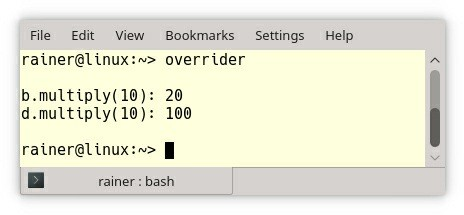 File Edit View Bookmarks Settings Help
rainer@linux:~> overrider
b.multiply(10): 20
d.multiply(10): 100
rainer@linux:~>
rainer : bash